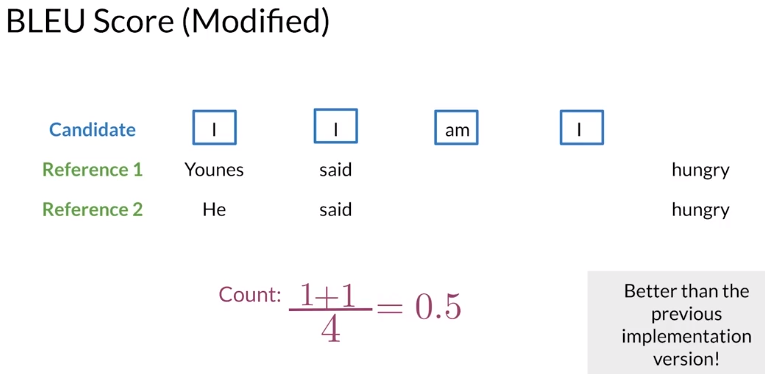 BLEU Score (Modified)
Candidate I I am I
Reference 1 Younes said hungry
Reference 2 He said hungry
Count: 1+1/4 = 0.5
Better than the
previous
implementation
version!